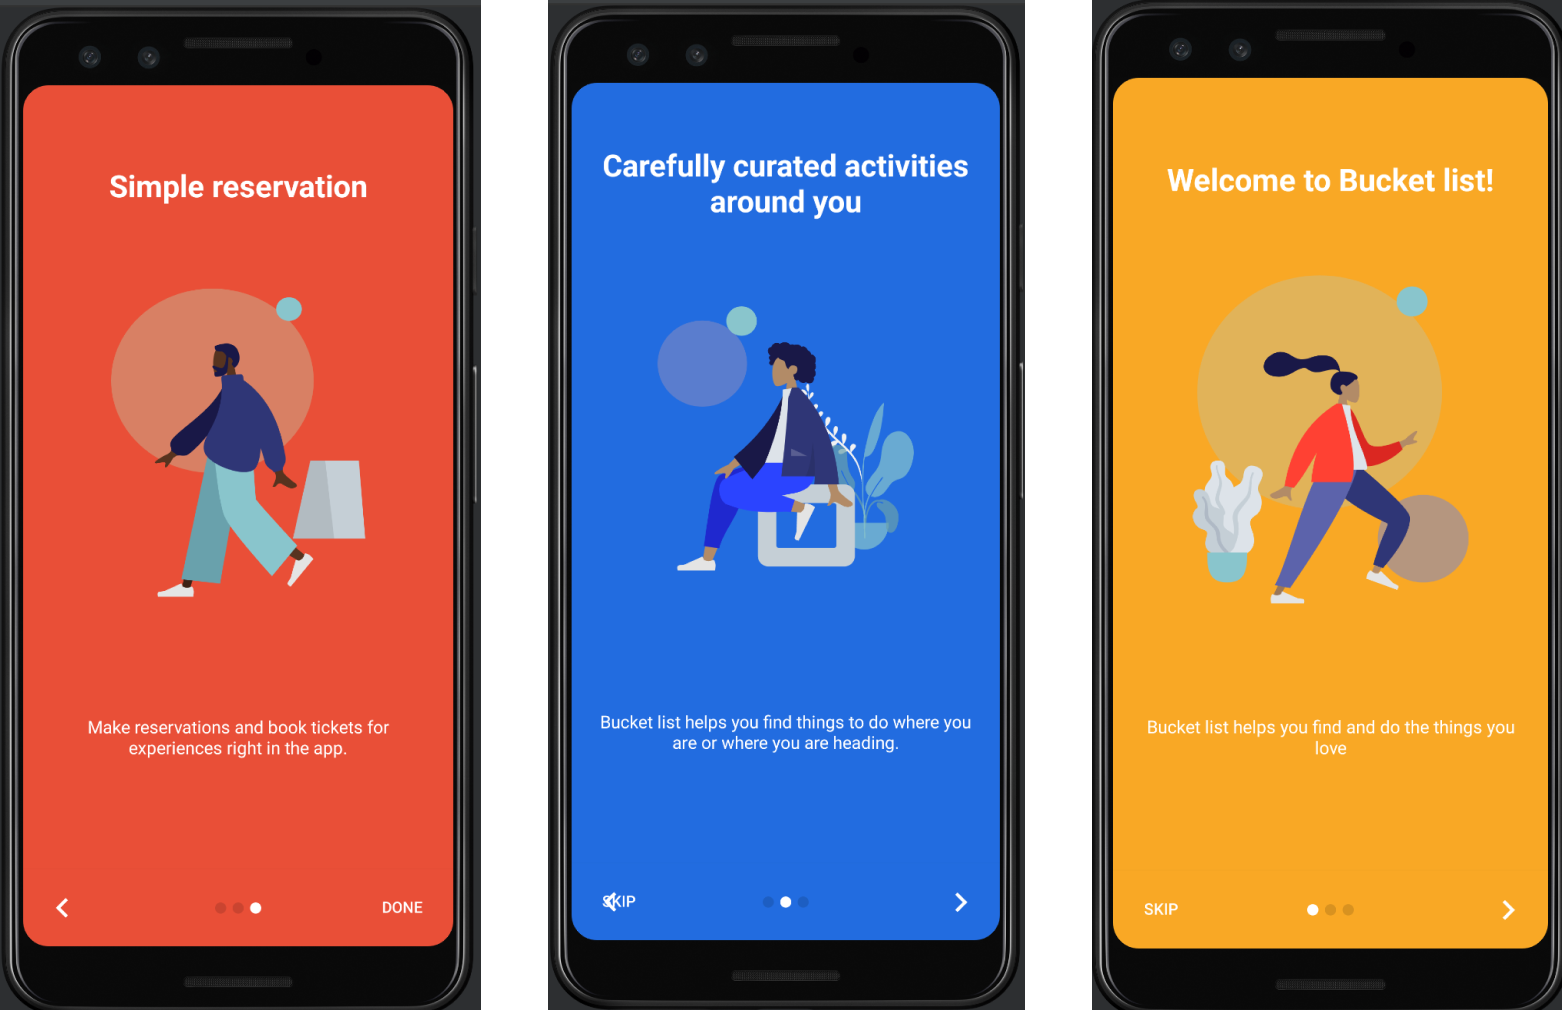 Simple reservation
Make reservations and book tickets for
experiences right in the app.
DONE
Carefully curated activities
around you
Bucket list helps you find things to do where you
are or where you are heading.
SKIP
Welcome to Bucket list!
Bucket list helps you find and do the things you
love
SKIP